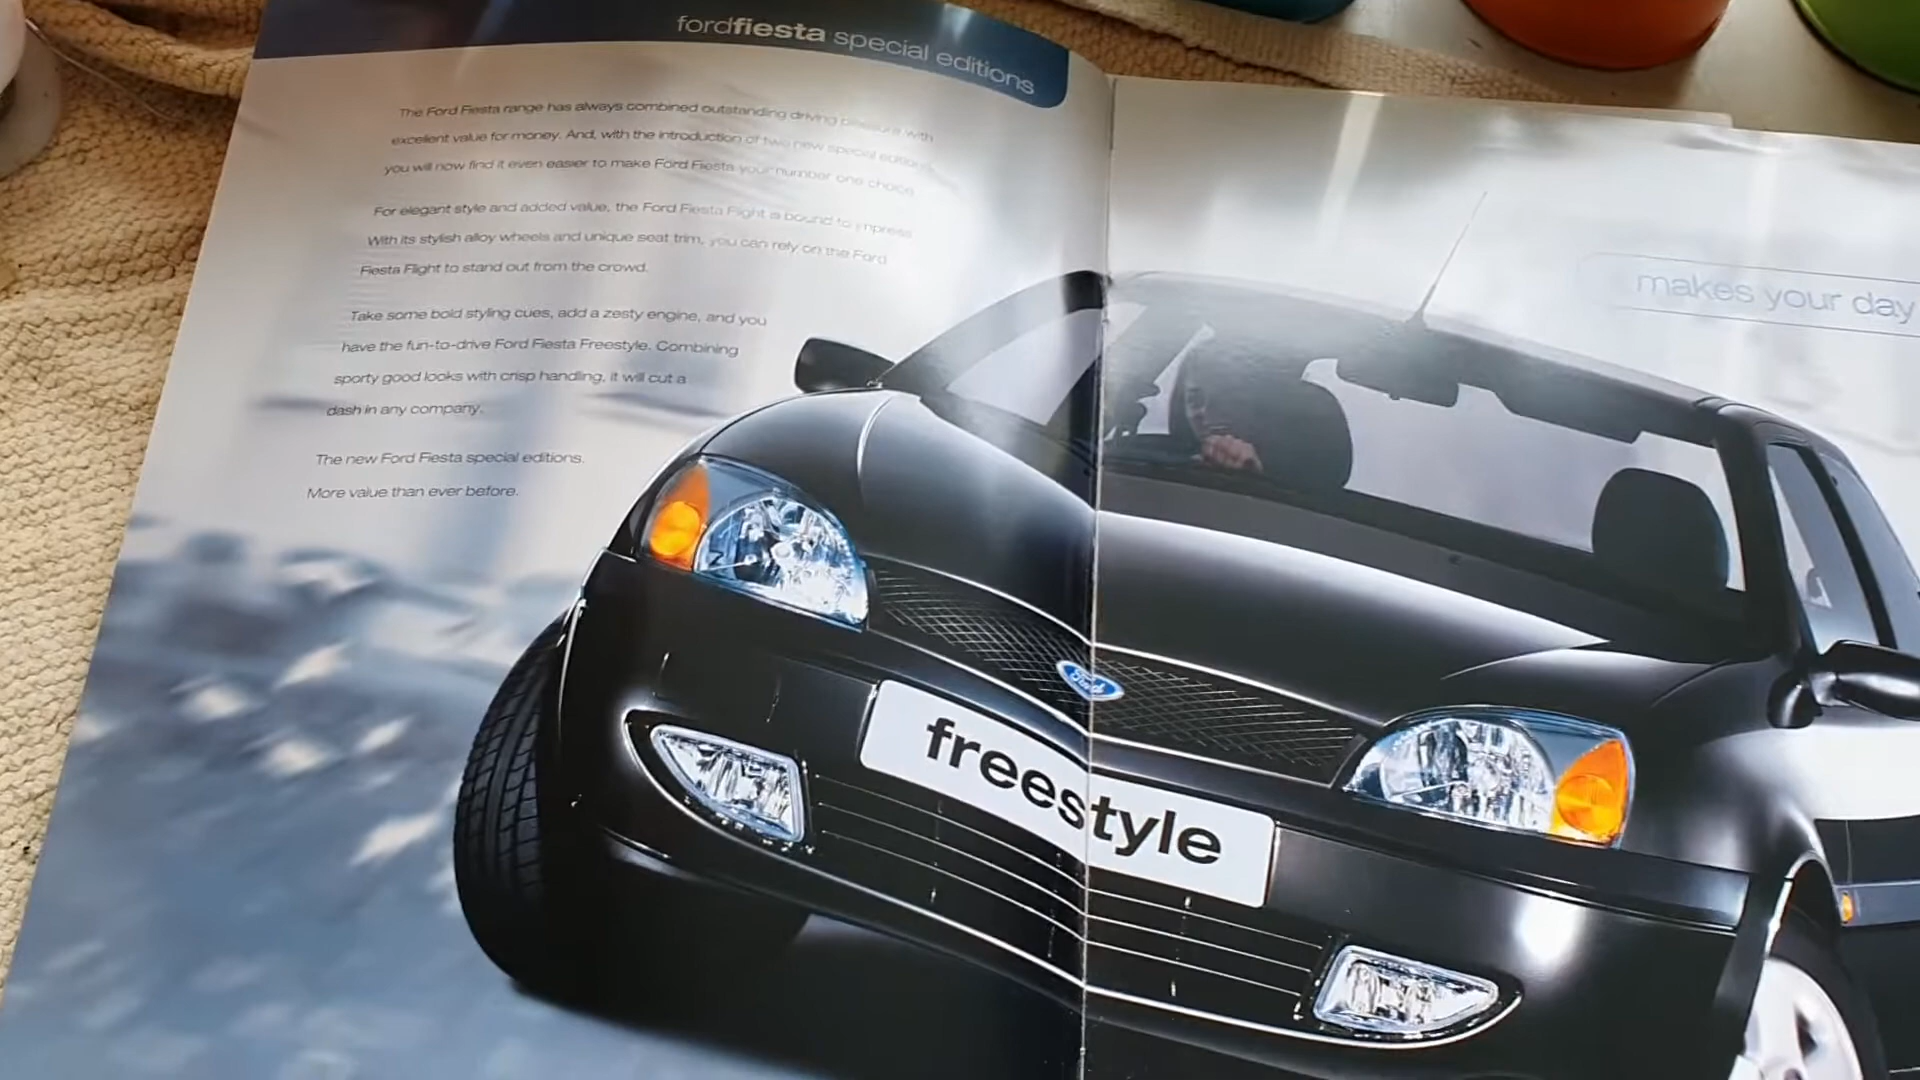 fordfiesta special editions
The Ford Fiesta range has always combined outstanding driving pleasure with
excellent value for money. And, with the introduction of two new special editions
you will now find it even easier to make Ford Fiesta your number one choice.
For elegant style and added value, the Ford Fiesta Flight is bound to impress.
With its stylish alloy wheels and unique seat trim, you can rely on the Ford
Fiesta Flight to stand out from the crowd.
Take some bold styling cues, add a zesty engine, and you
have the fun-to-drive Ford Fiesta Freestyle. Combining
sporty good looks with crisp handling, it will cut a
dash in any company.
The new Ford Fiesta special editions.
More value than ever before.
makes your day
Ford
freestyle